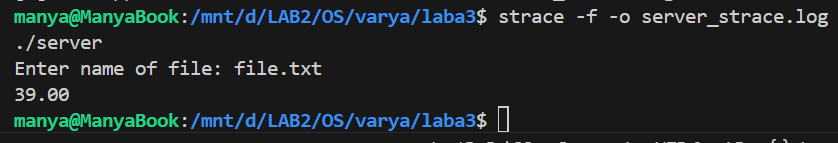 manya@ManyaBook:/mnt/d/LAB2/OS/varya/laba3$ strace -f -o server_strace.log
./server
Enter name of file: file.txt
39.00
manya@ManyaBook:/mnt/d/LAB2/OS/varya/laba3$